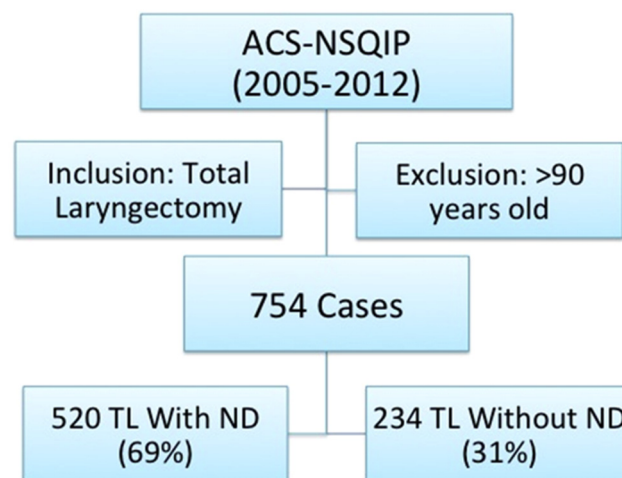 ACS-NSQIP
(2005-2012)
Inclusion: Total
Laryngectomy
Exclusion: >90
years old
754 Cases
520 TL With ND
(69%)
234 TL Without ND
(31%)